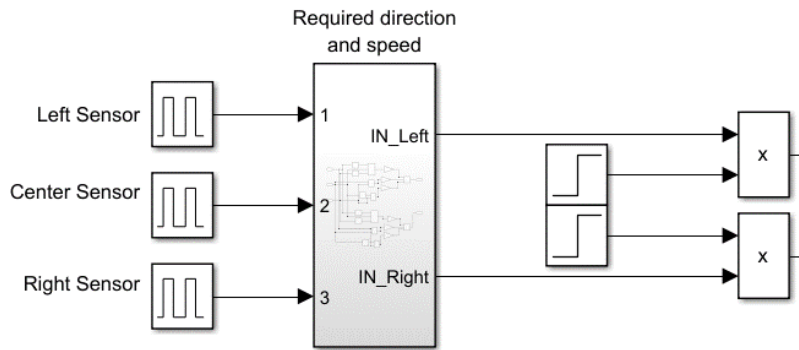 Required direction
and speed
Left Sensor
1
IN_Left
x
Center Sensor
2
Right Sensor
3
IN_Right
x